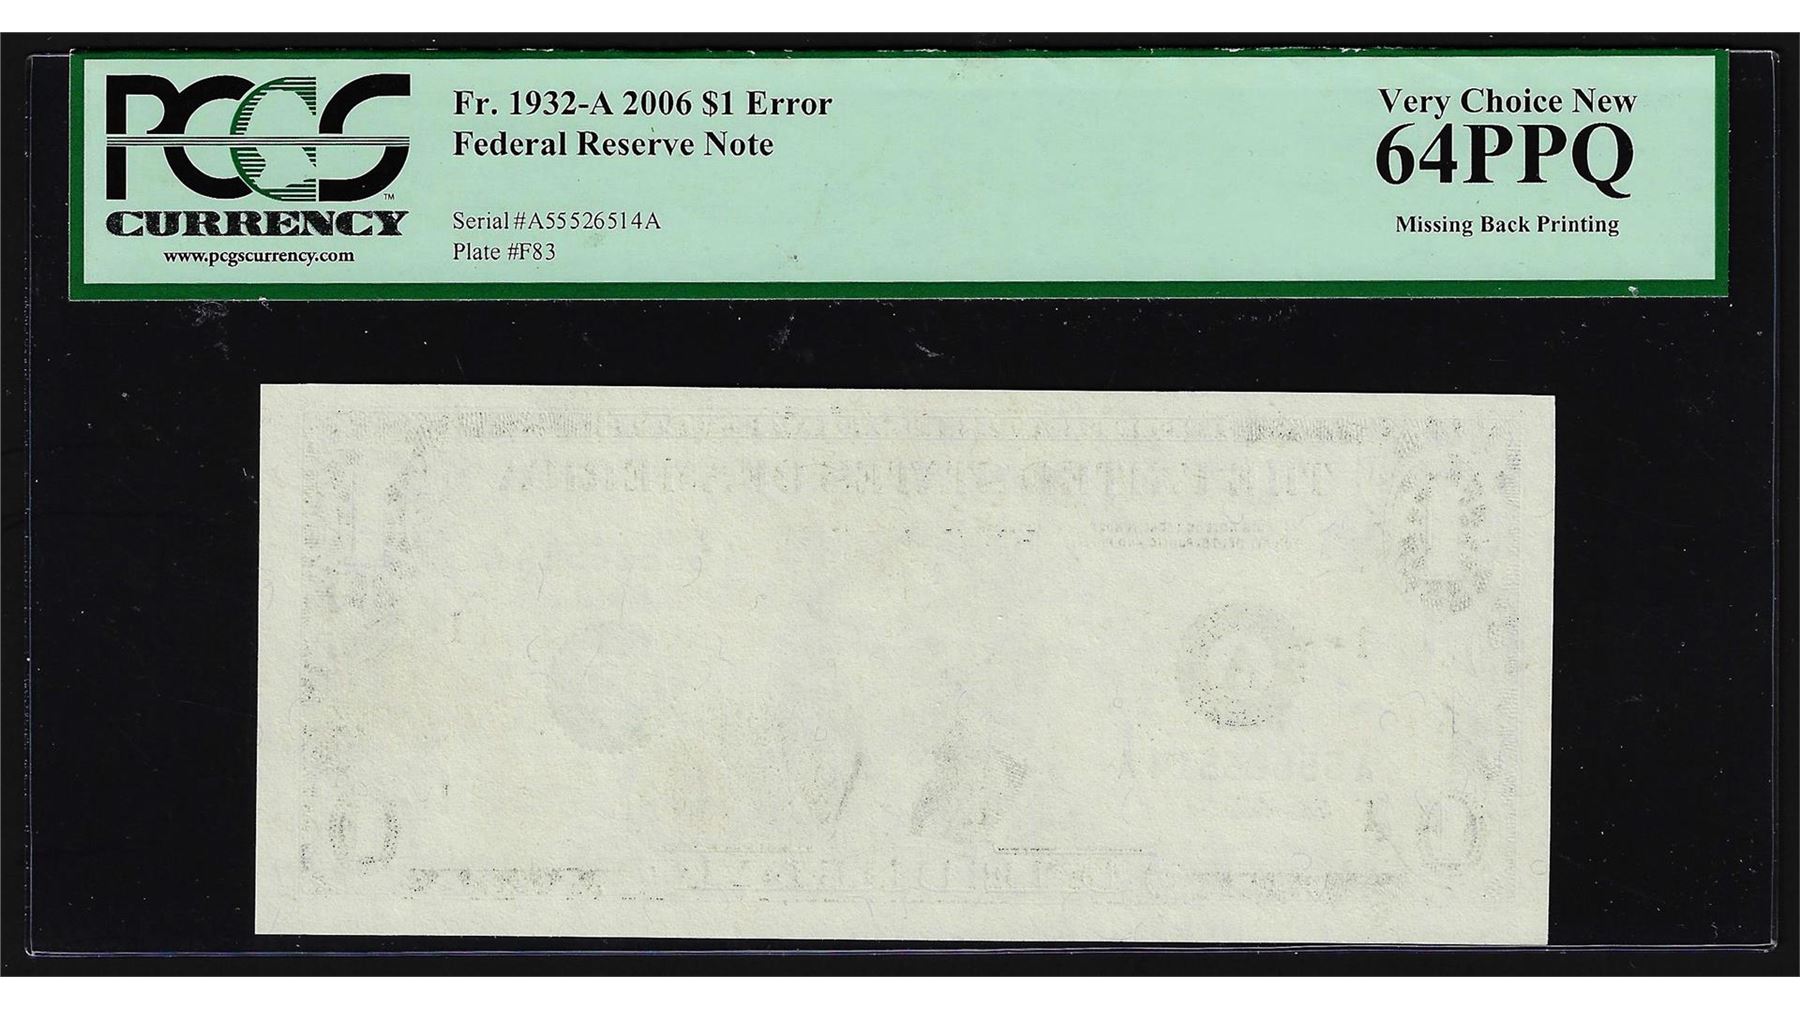 PCGS
CURRENCY
TM
www.pcgscurrency.com
Fr. 1932-A 2006 $1 Error
Federal Reserve Note
Serial #A55526514A
Plate #F83
Very Choice New
64PPQ
Missing Back Printing